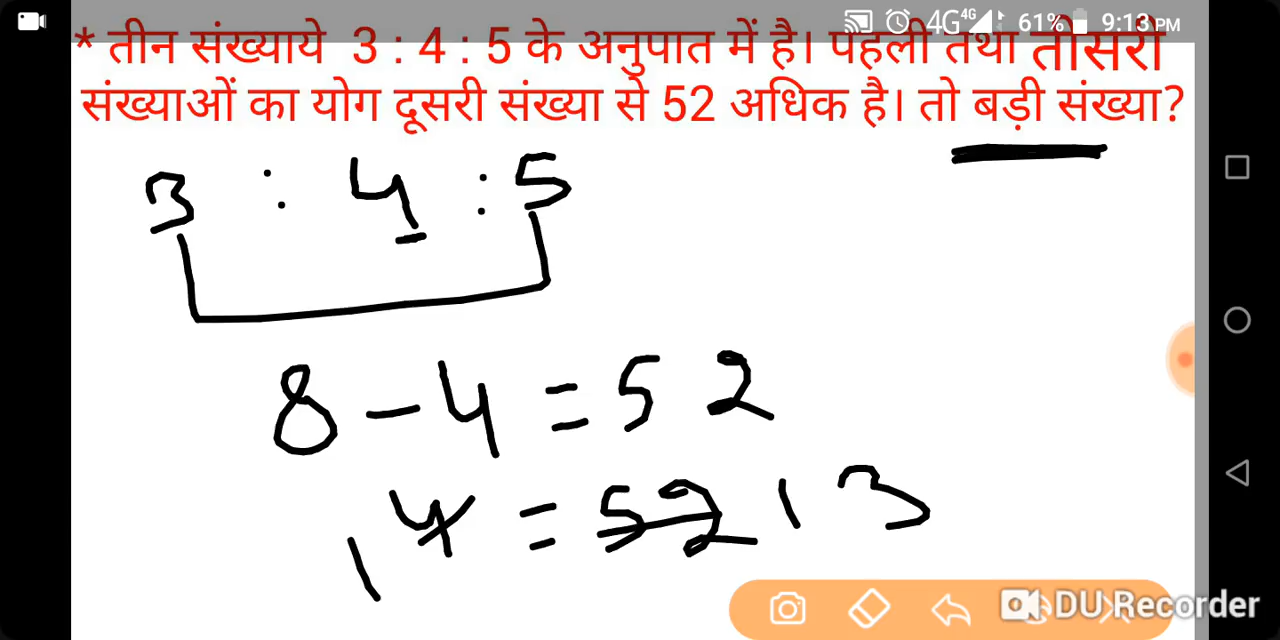 4G 4G 61% 9:13 PM
* तीन संख्याये 3 : 4 : 5 के अनुपात में है। पहली तथा तीसरी
संख्याओं का योग दूसरी संख्या से 52 अधिक है। तो बड़ी संख्या?
3 : 4 : 5
8 - 4 = 52
1 4 = 52 13
DU Recorder